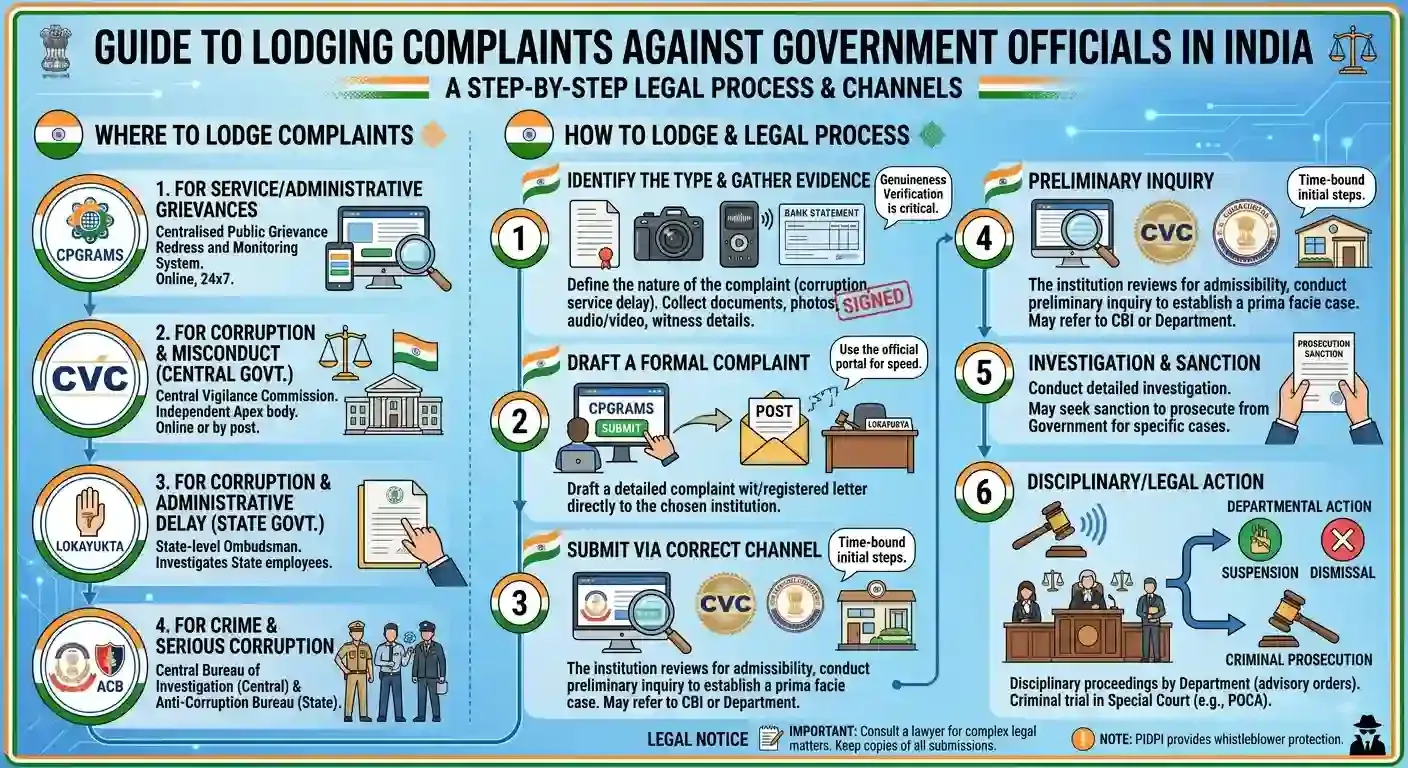 GUIDE TO LODGING COMPLAINTS AGAINST GOVERNMENT OFFICIALS IN INDIA
A STEP-BY-STEP LEGAL PROCESS & CHANNELS
WHERE TO LODGE COMPLAINTS
CPGRAMS
1. FOR SERVICE/ADMINISTRATIVE
GRIEVANCES
Centralised Public Grievance
Redress and Monitoring
System.
Online, 24x7.
CVC
2. FOR CORRUPTION
& MISCONDUCT
(CENTRAL GOVT.)
Central Vigilance Commission.
Independent Apex body.
Online or by post.
LOKAYUKTA
3. FOR CORRUPTION &
ADMINISTRATIVE
DELAY (STATE GOVT.)
State-level Ombudsman.
Investigates State employees.
ACB
4. FOR CRIME &
SERIOUS CORRUPTION
Central Bureau of
Investigation (Central) &
Anti-Corruption Bureau (State).
HOW TO LODGE & LEGAL PROCESS
1
IDENTIFY THE TYPE & GATHER EVIDENCE
Genuineness
Verification
is critical.
BANK STATEMENT
Define the nature of the complaint (corruption,
service delay). Collect documents, photos,
audio/video, witness details.
SIGNED
2
DRAFT A FORMAL COMPLAINT
Use the official
portal for speed.
CPGRAMS
SUBMIT
POST
LOKAPURYA
Draft a detailed complaint wit/registered letter
directly to the chosen institution.
3
SUBMIT VIA CORRECT CHANNEL
Time-bound
initial steps.
CVC
The institution reviews for admissibility, conduct
preliminary inquiry to establish a prima facie
case. May refer to CBI or Department.
4
PRELIMINARY INQUIRY
Time-bound
initial steps.
CVC
The institution reviews for admissibility, conduct
preliminary inquiry to establish a prima facie case.
May refer to CBI or Department.
5
INVESTIGATION & SANCTION
Conduct detailed investigation.
May seek sanction to prosecute from
Government for specific cases.
PROSECUTION
SANCTION
6
DISCIPLINARY/LEGAL ACTION
DEPARTMENTAL ACTION
SUSPENSION
DISMISSAL
CRIMINAL PROSECUTION
Disciplinary proceedings by Department (advisory orders).
Criminal trial in Special Court (e.g., POCA).
LEGAL NOTICE
IMPORTANT: Consult a lawyer for complex legal
matters. Keep copies of all submissions.
NOTE: PIDPI provides whistleblower protection.